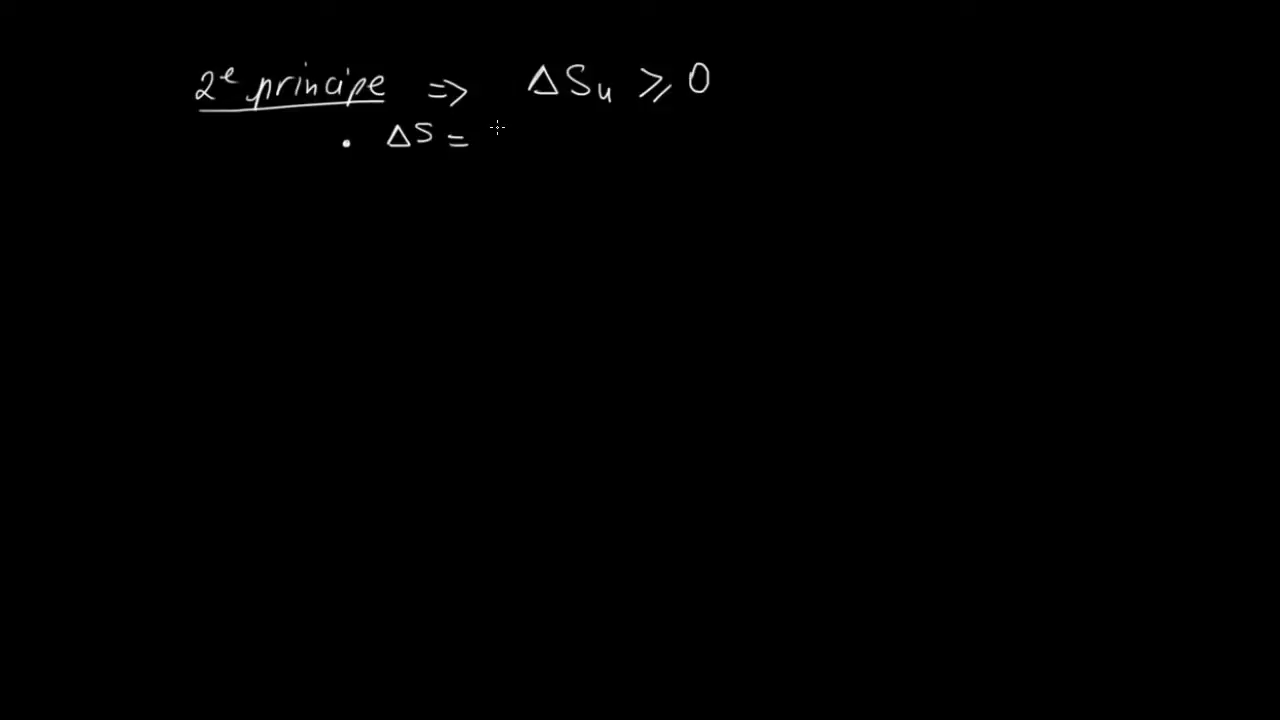 2e principe => ΔSu ⩾ 0
. ΔS =